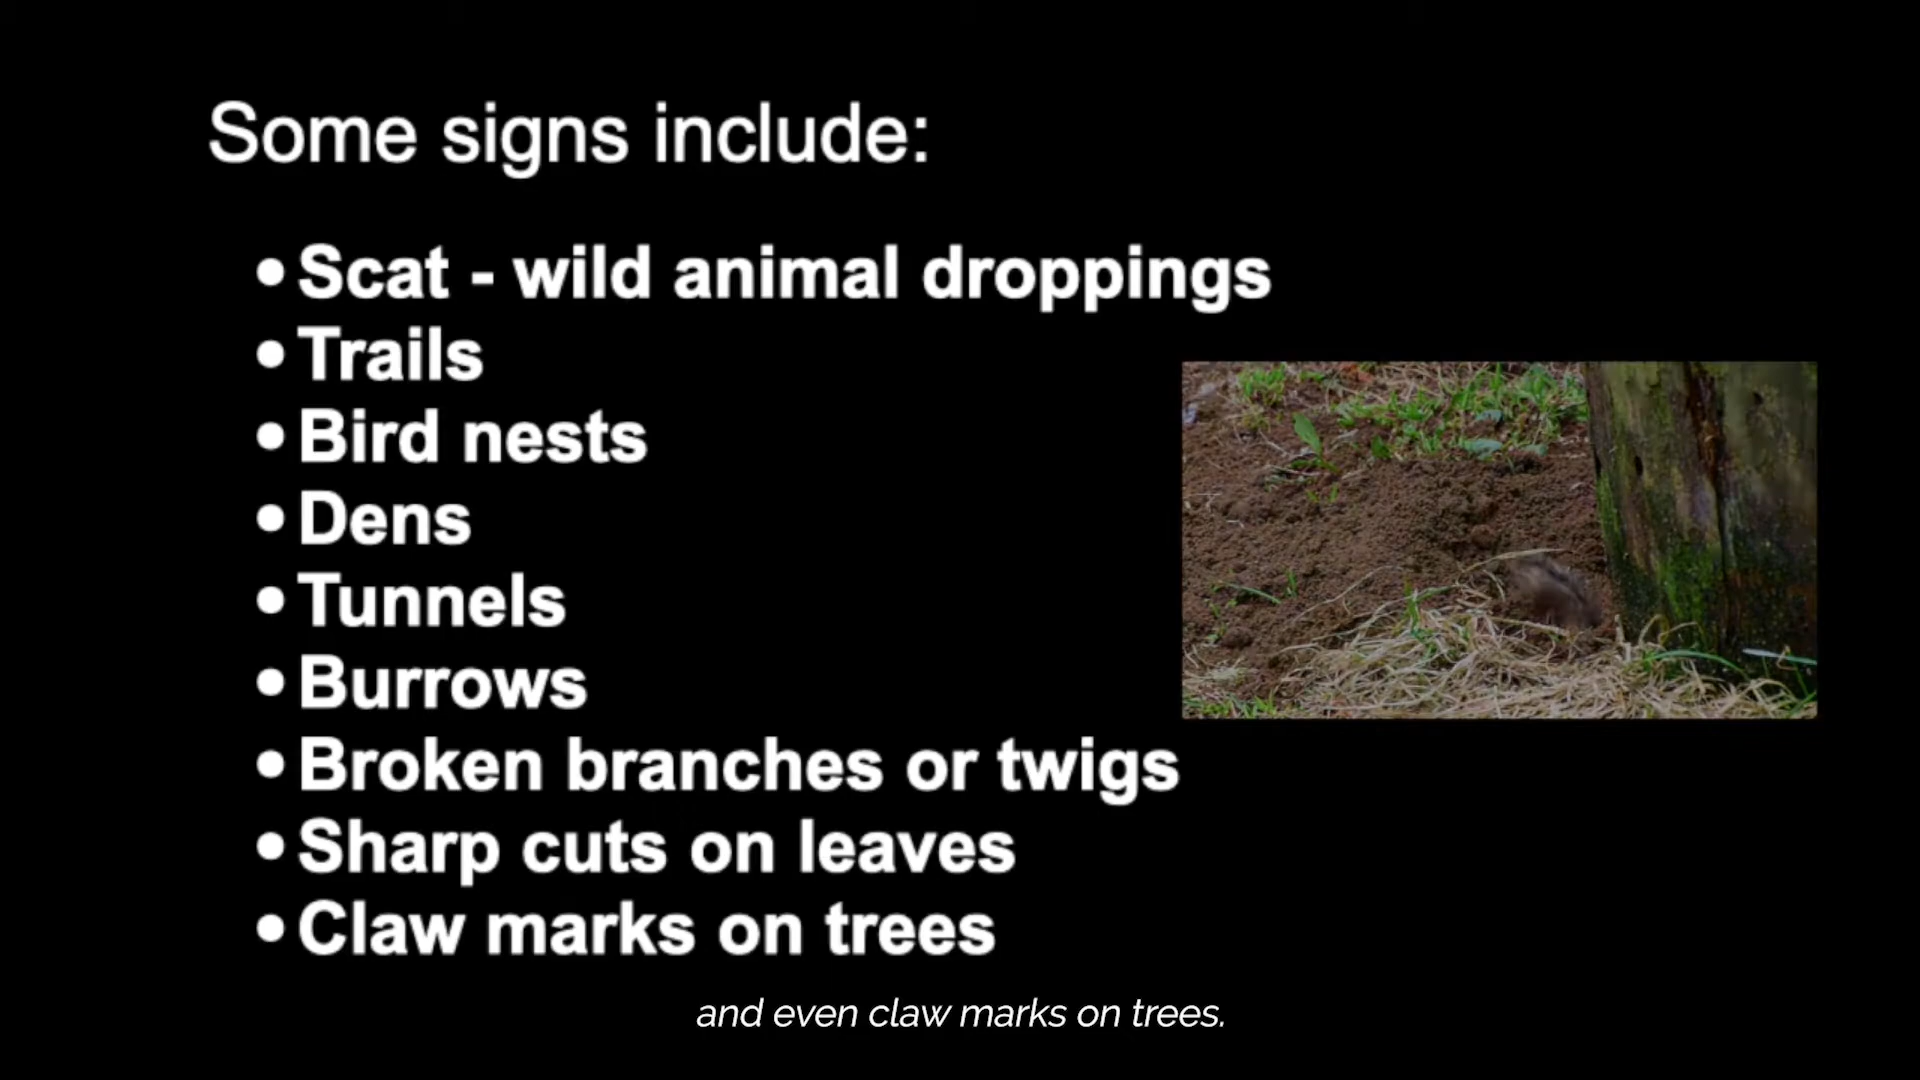 Some signs include:
• Scat - wild animal droppings
• Trails
• Bird nests
• Dens
• Tunnels
• Burrows
• Broken branches or twigs
• Sharp cuts on leaves
• Claw marks on trees
and even claw marks on trees.